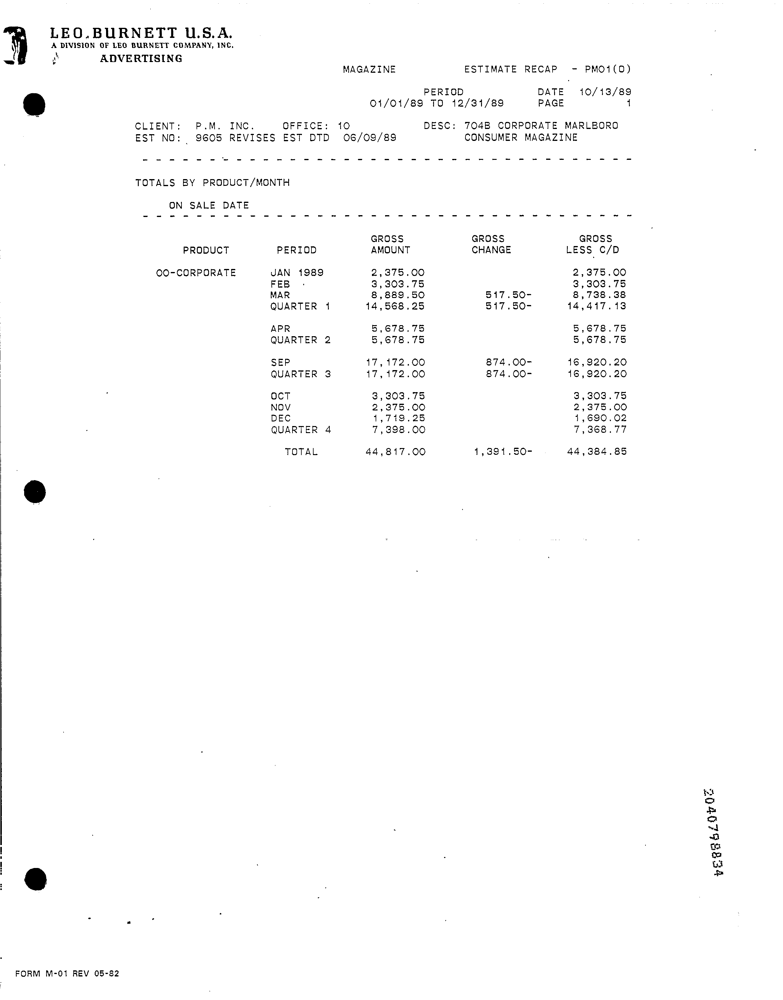 LEO BURNETT U.S.A.
A DIVISION OF LEO BURNETT COMPANY, INC.
ADVERTISING
MAGAZINE ESTIMATE RECAP - PM01(D)
PERIOD DATE 10/13/89
01/01/89 TO 12/31/89 PAGE 1
CLIENT: P.M. INC. OFFICE: 10 DESC: 704B CORPORATE MARLBORO
EST NO: 9605 REVISES EST DTD 06/09/89 CONSUMER MAGAZINE
TOTALS BY PRODUCT/MONTH
ON SALE DATE
GROSS GROSS GROSS
PRODUCT PERIOD AMOUNT CHANGE LESS C/D
00-CORPORATE JAN 1989 2,375.00 2,375.00
FEB 3,303.75 3,303.75
MAR 8,889.50 517.50- 8,738.38
QUARTER 1 14,568.25 517.50- 14,417.13
APR 5,678.75 5,678.75
QUARTER 2 5,678.75 5,678.75
SEP 17,172.00 874.00- 16,920.20
QUARTER 3 17,172.00 874.00- 16,920.20
OCT 3,303.75 3,303.75
NOV 2,375.00 2,375.00
DEC 1,719.25 1,690.02
QUARTER 4 7,398.00 7,368.77
TOTAL 44,817.00 1,391.50- 44,384.85
2040798834
FORM M-01 REV 05-82